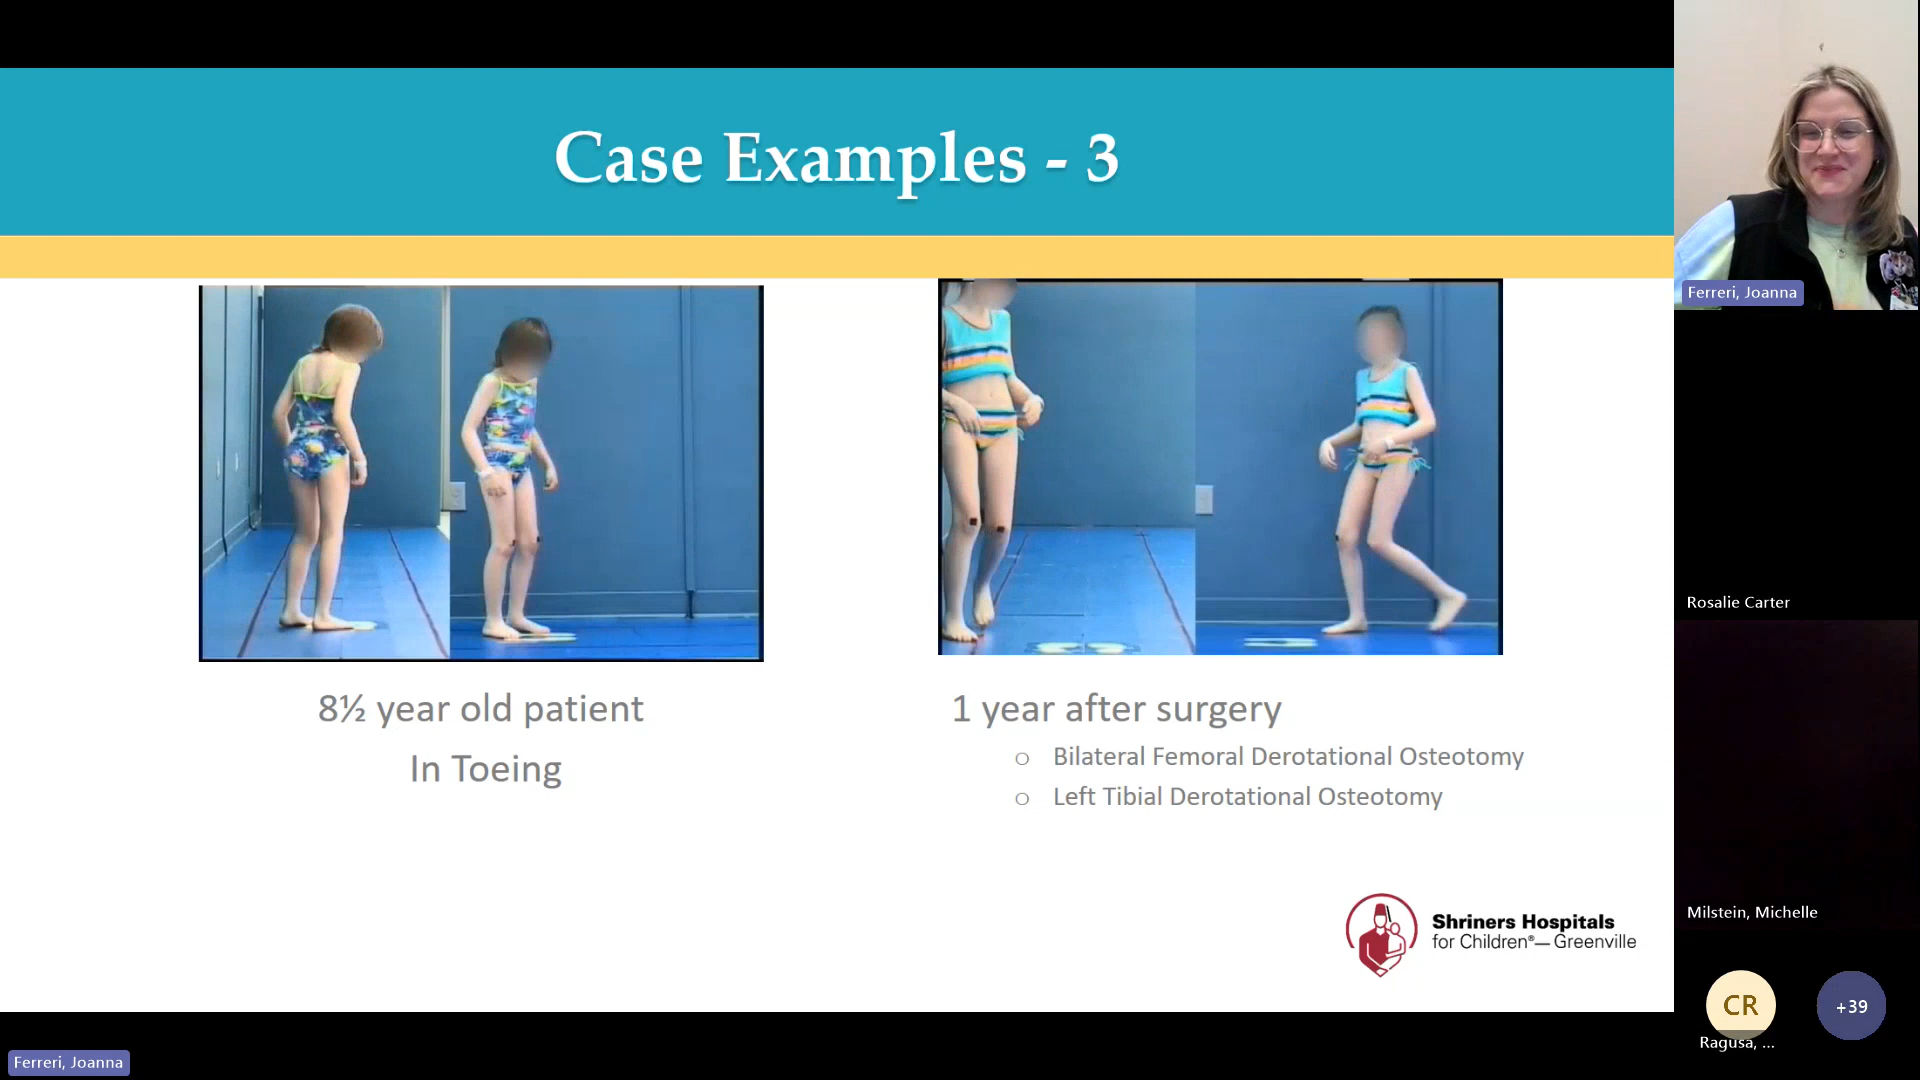 Case Examples - 3
8½ year old patient
In Toeing
1 year after surgery
o Bilateral Femoral Derotational Osteotomy
o Left Tibial Derotational Osteotomy
Shriners Hospitals
for Children®— Greenville
Ferreri, Joanna
Rosalie Carter
Milstein, Michelle
CR
+39
Ragusa, ...
Ferreri, Joanna